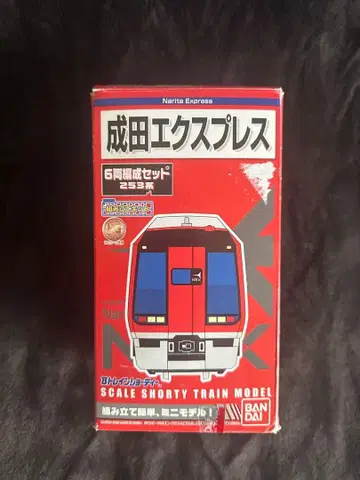 Narita Express
成田エクスプレス
6両編成セット
253系
Bトレインショーティー
SCALE SHORTY TRAIN MODEL
組み立て簡単、ミニモデル!
BAN
DAI